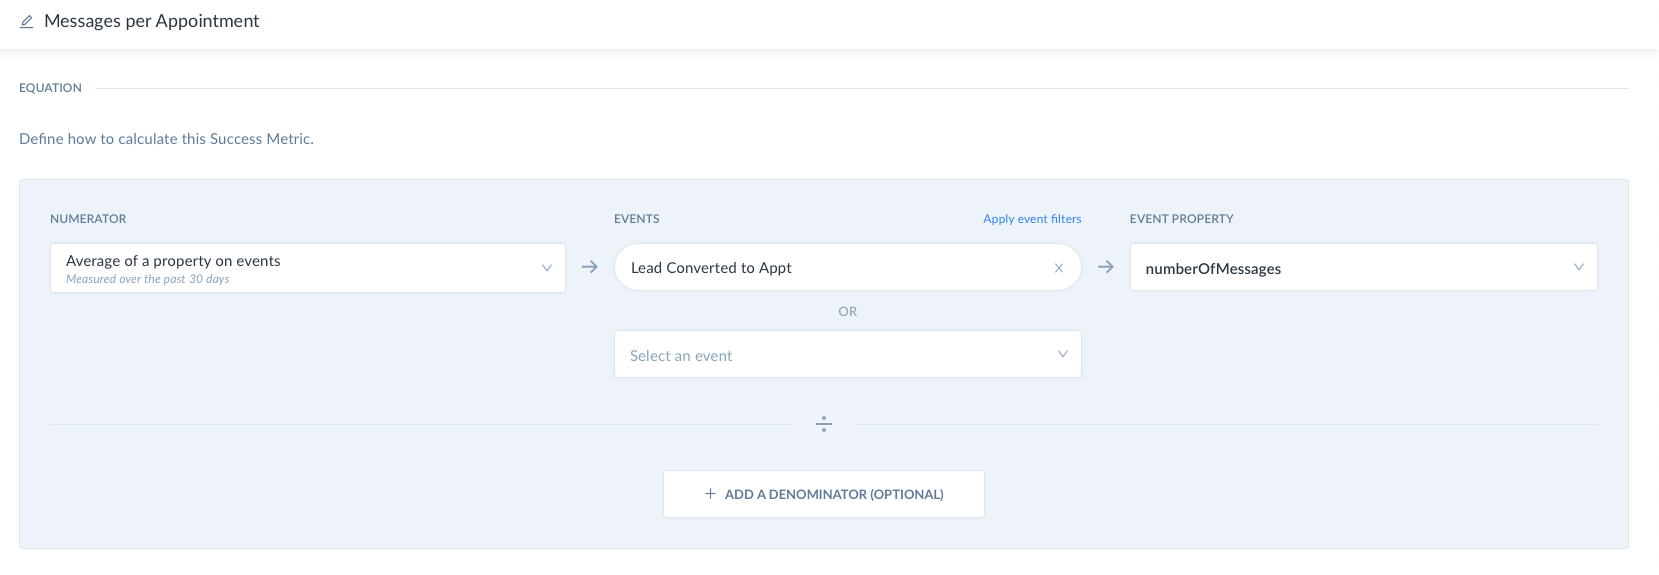 Messages per Appointment
EQUATION
Define how to calculate this Success Metric.
NUMERATOR
Average of a property on events
Measured over the past 30 days
EVENTS
Apply event filters
Lead Converted to Appt
OR
Select an event
EVENT PROPERTY
numberOfMessages
÷
+ ADD A DENOMINATOR (OPTIONAL)